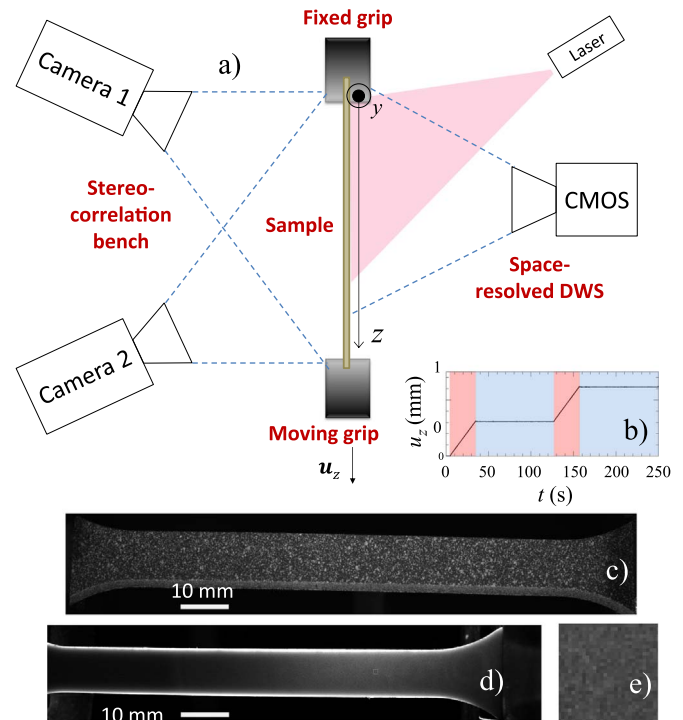 Fixed grip
Laser
Camera 1
a)
y
Stereo-
correlation
bench
Sample
CMOS
Space-
resolved DWS
z
Camera 2
Moving grip
u_z
1
0
0
u_z (mm)
b)
0 50 100 150 200 250
t (s)
c)
10 mm
d)
10 mm
e)